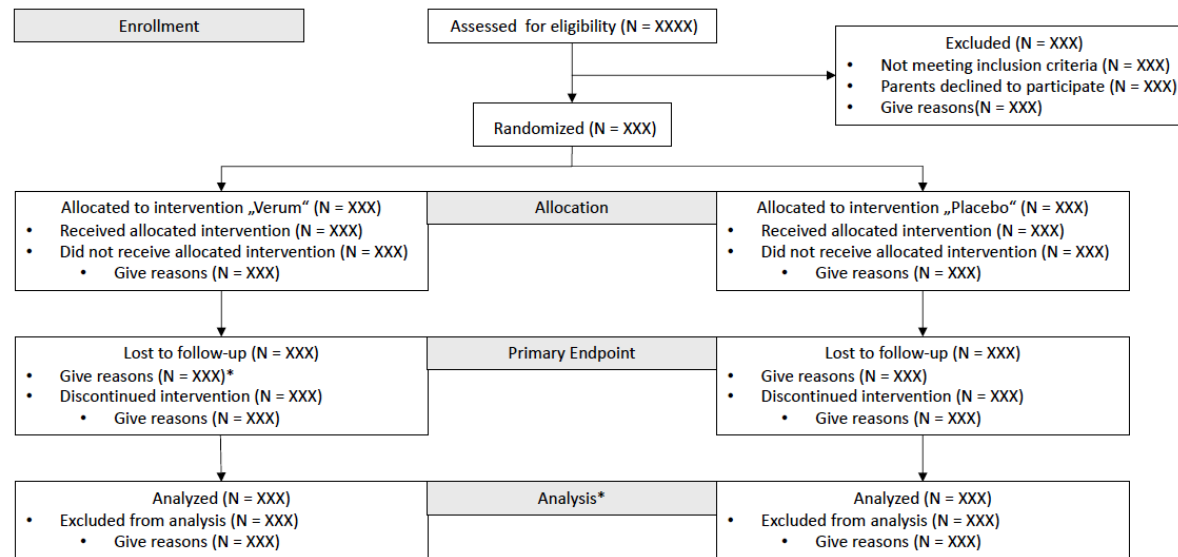 Enrollment
Assessed for eligibility (N = XXXX)
Excluded (N = XXX)
• Not meeting inclusion criteria (N = XXX)
• Parents declined to participate (N = XXX)
• Give reasons(N = XXX)
Randomized (N = XXX)
Allocated to intervention „Verum“ (N = XXX)
• Received allocated intervention (N = XXX)
• Did not receive allocated intervention (N = XXX)
• Give reasons (N = XXX)
Allocation
Allocated to intervention „Placebo“ (N = XXX)
• Received allocated intervention (N = XXX)
• Did not receive allocated intervention (N = XXX)
• Give reasons (N = XXX)
Lost to follow-up (N = XXX)
• Give reasons (N = XXX)*
• Discontinued intervention (N = XXX)
• Give reasons (N = XXX)
Primary Endpoint
Lost to follow-up (N = XXX)
• Give reasons (N = XXX)
• Discontinued intervention (N = XXX)
• Give reasons (N = XXX)
Analyzed (N = XXX)
• Excluded from analysis (N = XXX)
• Give reasons (N = XXX)
Analysis*
Analyzed (N = XXX)
• Excluded from analysis (N = XXX)
• Give reasons (N = XXX)